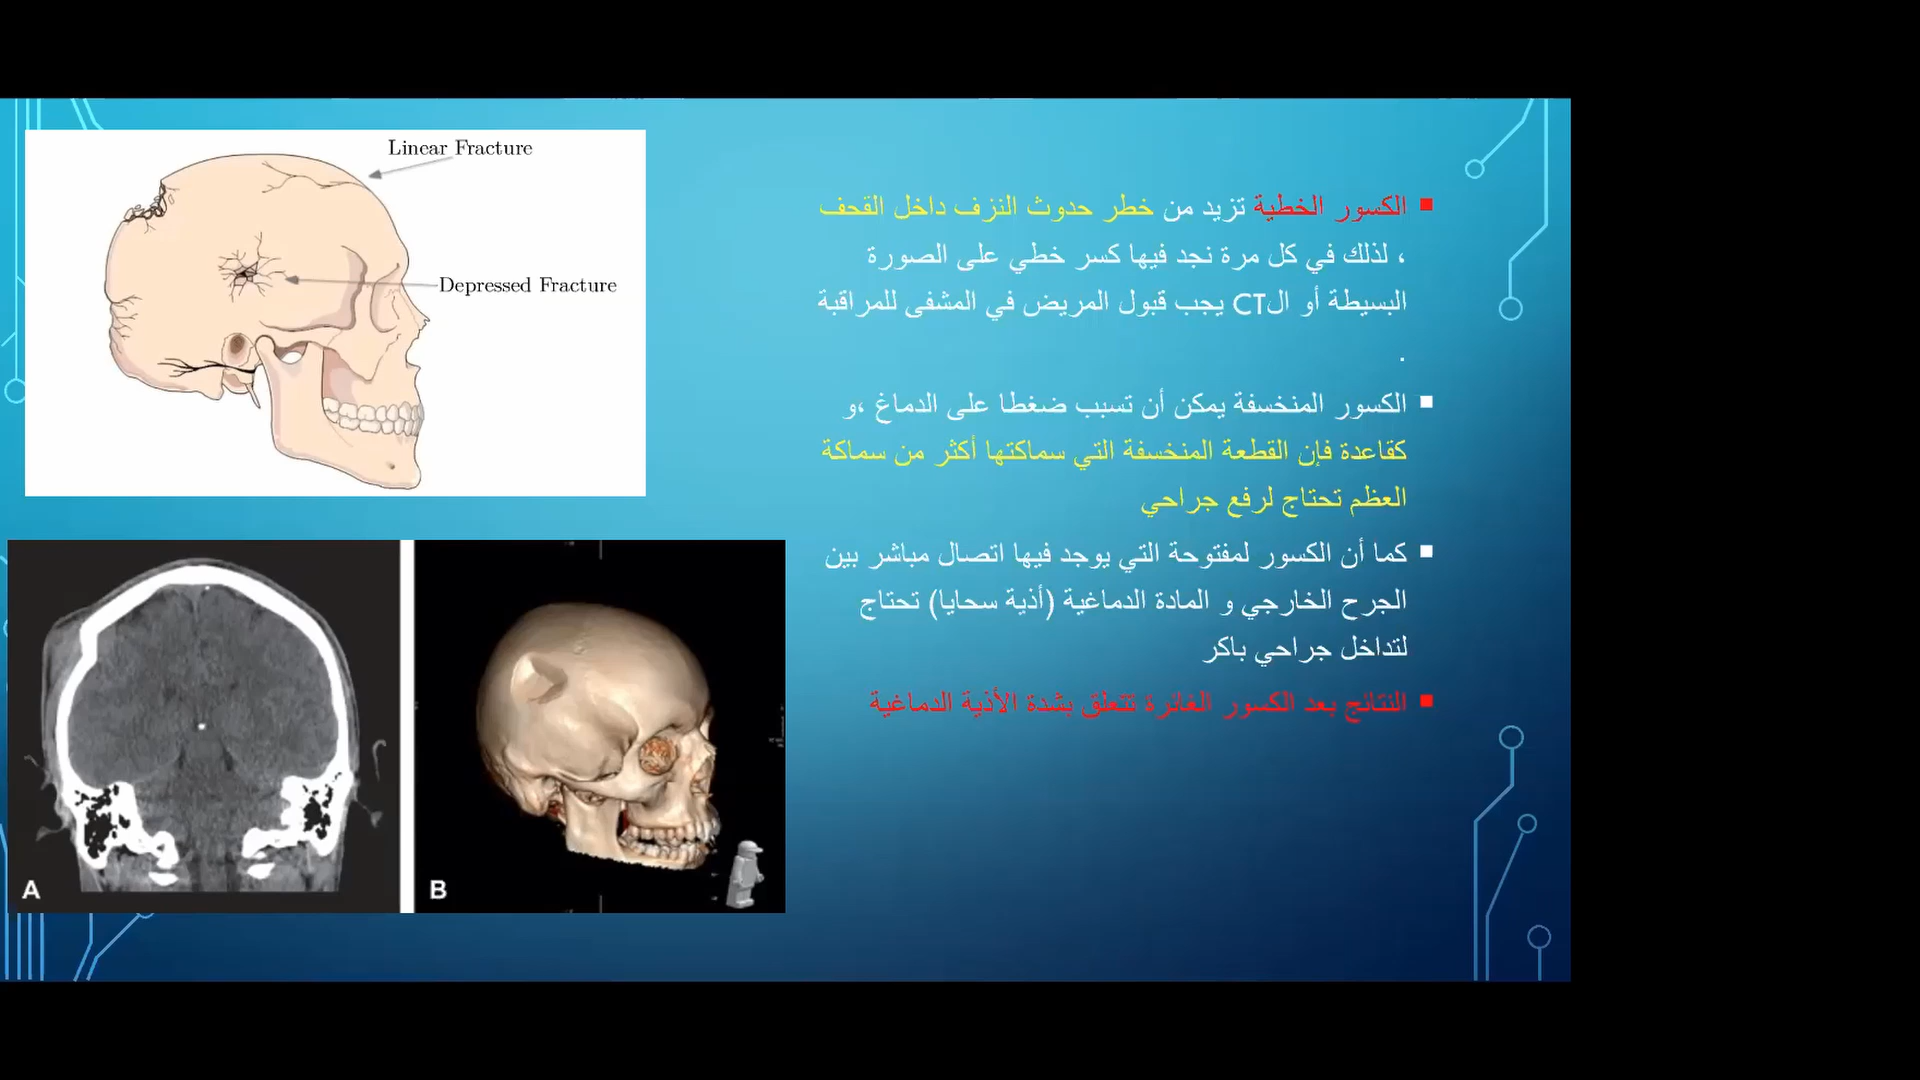 Linear Fracture
Depressed Fracture
A
B
الكسور الخطية تزيد من خطر حدوث النزف داخل القحف
، لذلك في كل مرة نجد فيها كسر خطي على الصورة
البسيطة أو الCT يجب قبول المريض في المشفى للمراقبة
.
الكسور المنخسفة يمكن أن تسبب ضغطا على الدماغ ،و
كقاعدة فإن القطعة المنخسفة التي سماكتها أكثر من سماكة
العظم تحتاج لرفع جراحي
كما أن الكسور لمفتوحة التي يوجد فيها اتصال مباشر بين
الجرح الخارجي و المادة الدماغية (أذية سحايا) تحتاج
لتداخل جراحي باكر
النتائج بعد الكسور الغائرة تتعلق بشدة الأذية الدماغية